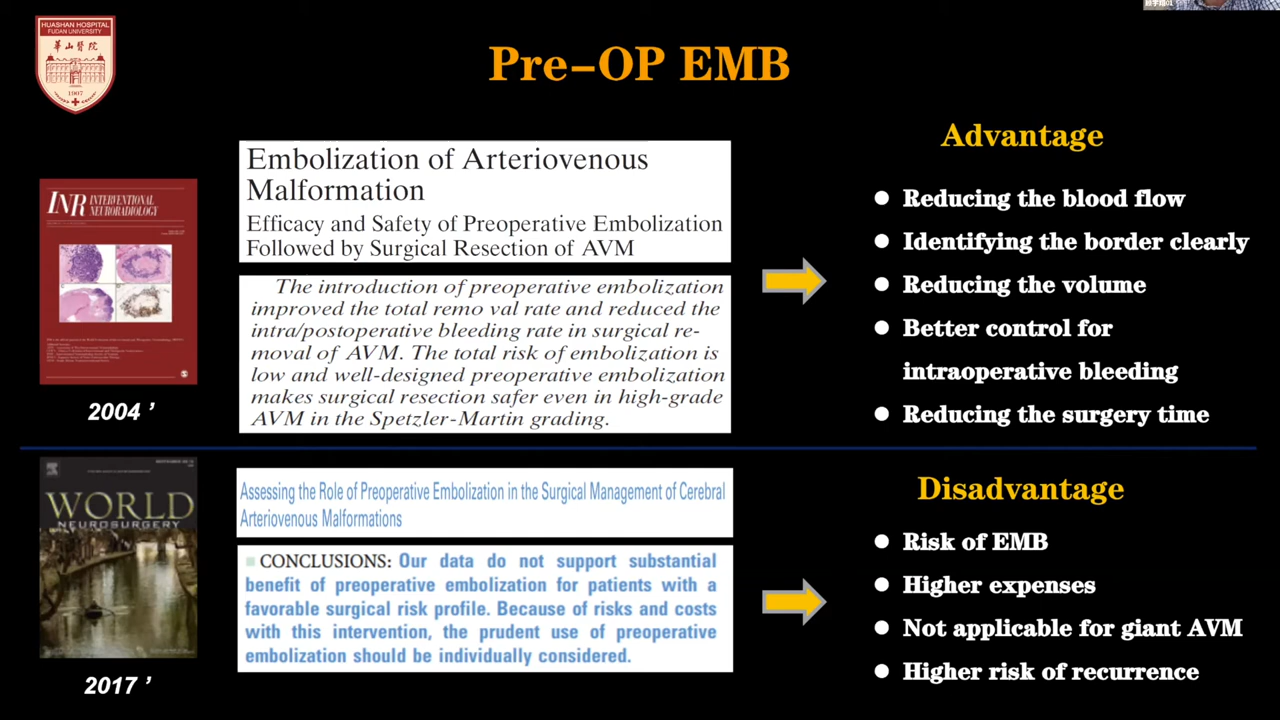 HUASHAN HOSPITAL
FUDAN UNIVERSITY
華山醫院
1907
Pre-OP EMB
INR INTERVENTIONAL
NEURORADIOLOGY
2004 ’
Embolization of Arteriovenous
Malformation
Efficacy and Safety of Preoperative Embolization
Followed by Surgical Resection of AVM
The introduction of preoperative embolization
improved the total remo val rate and reduced the
intra/postoperative bleeding rate in surgical re-
moval of AVM. The total risk of embolization is
low and well-designed preoperative embolization
makes surgical resection safer even in high-grade
AVM in the Spetzler-Martin grading.
Advantage
Reducing the blood flow
Identifying the border clearly
Reducing the volume
Better control for
intraoperative bleeding
Reducing the surgery time
WORLD
NEUROSURGERY
2017 ’
Assessing the Role of Preoperative Embolization in the Surgical Management of Cerebral
Arteriovenous Malformations
CONCLUSIONS: Our data do not support substantial
benefit of preoperative embolization for patients with a
favorable surgical risk profile. Because of risks and costs
with this intervention, the prudent use of preoperative
embolization should be individually considered.
Disadvantage
Risk of EMB
Higher expenses
Not applicable for giant AVM
Higher risk of recurrence